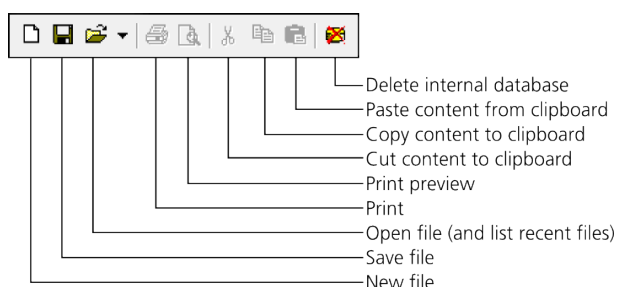 Delete internal database
Paste content from clipboard
Copy content to clipboard
Cut content to clipboard
Print preview
Print
Open file (and list recent files)
Save file
New file